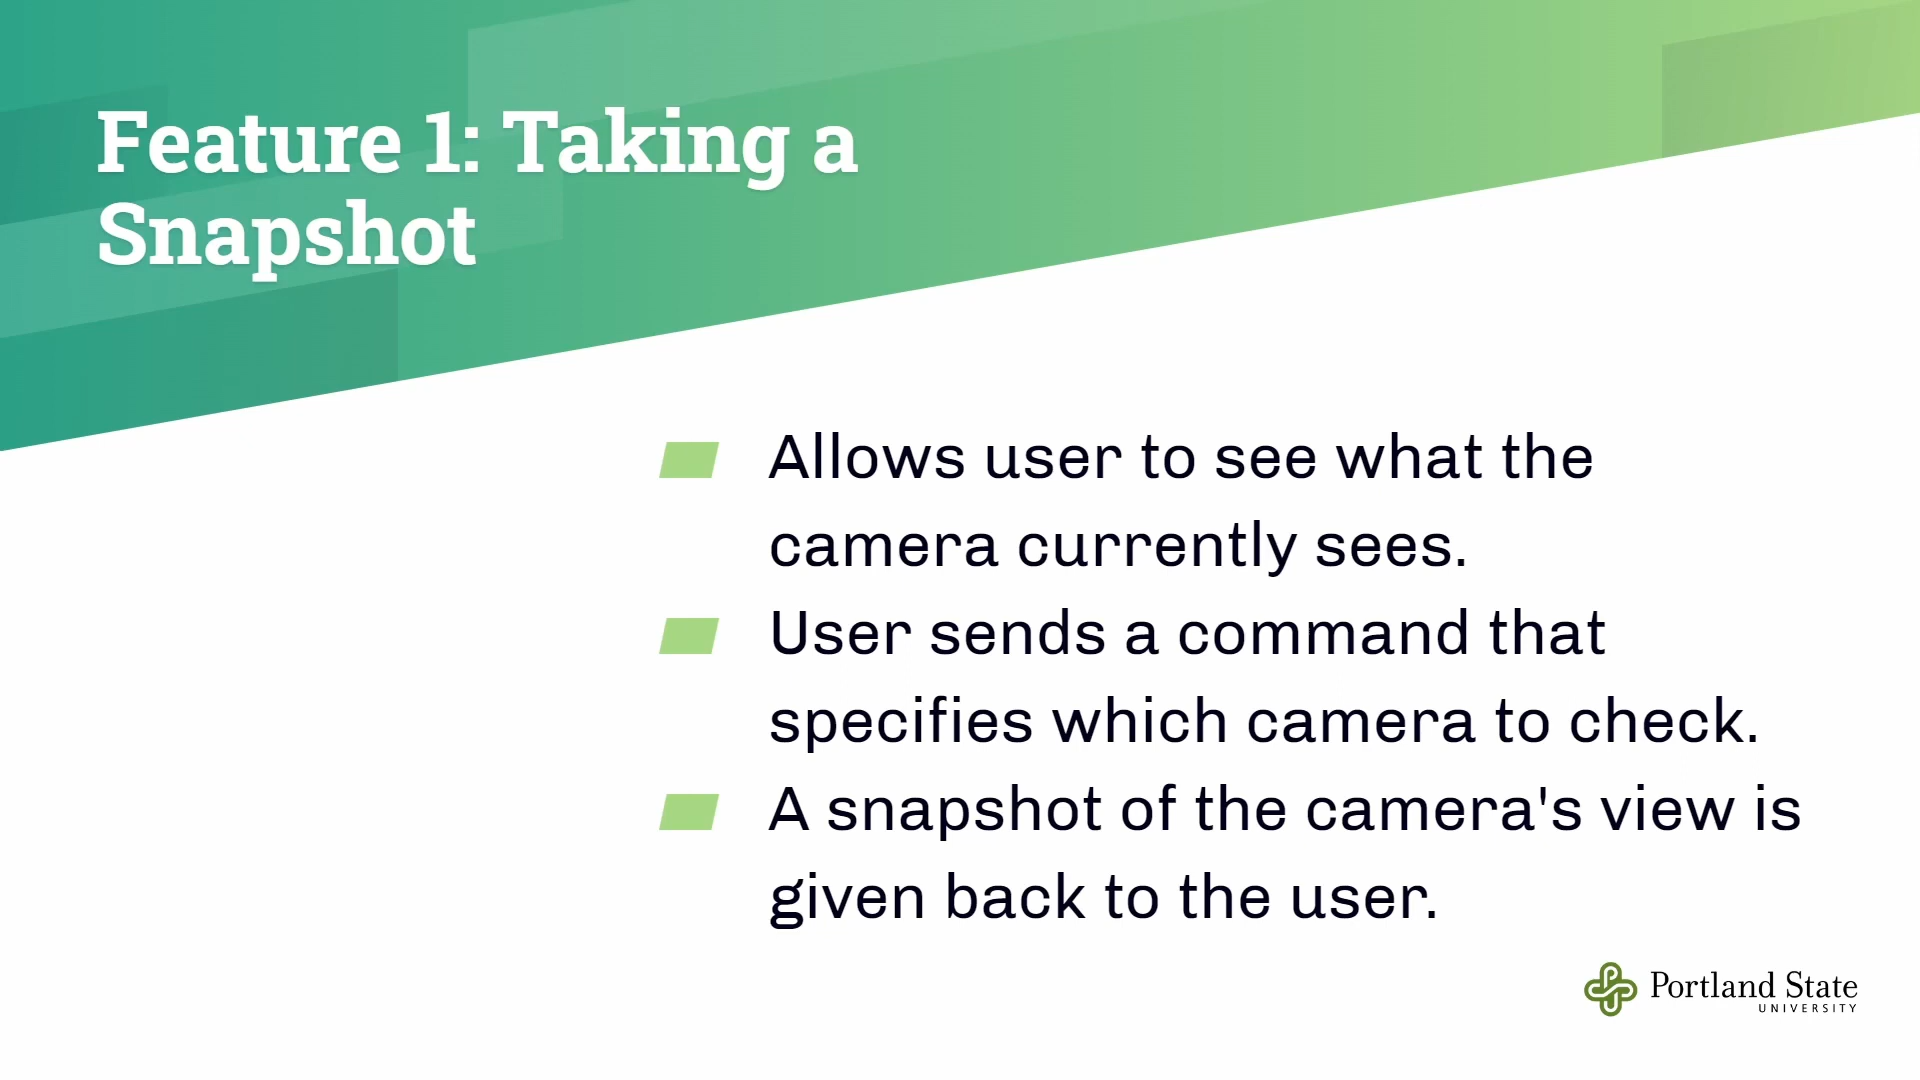 Feature 1: Taking a
Snapshot
Allows user to see what the
camera currently sees.
User sends a command that
specifies which camera to check.
A snapshot of the camera's view is
given back to the user.
Portland State
UNIVERSITY